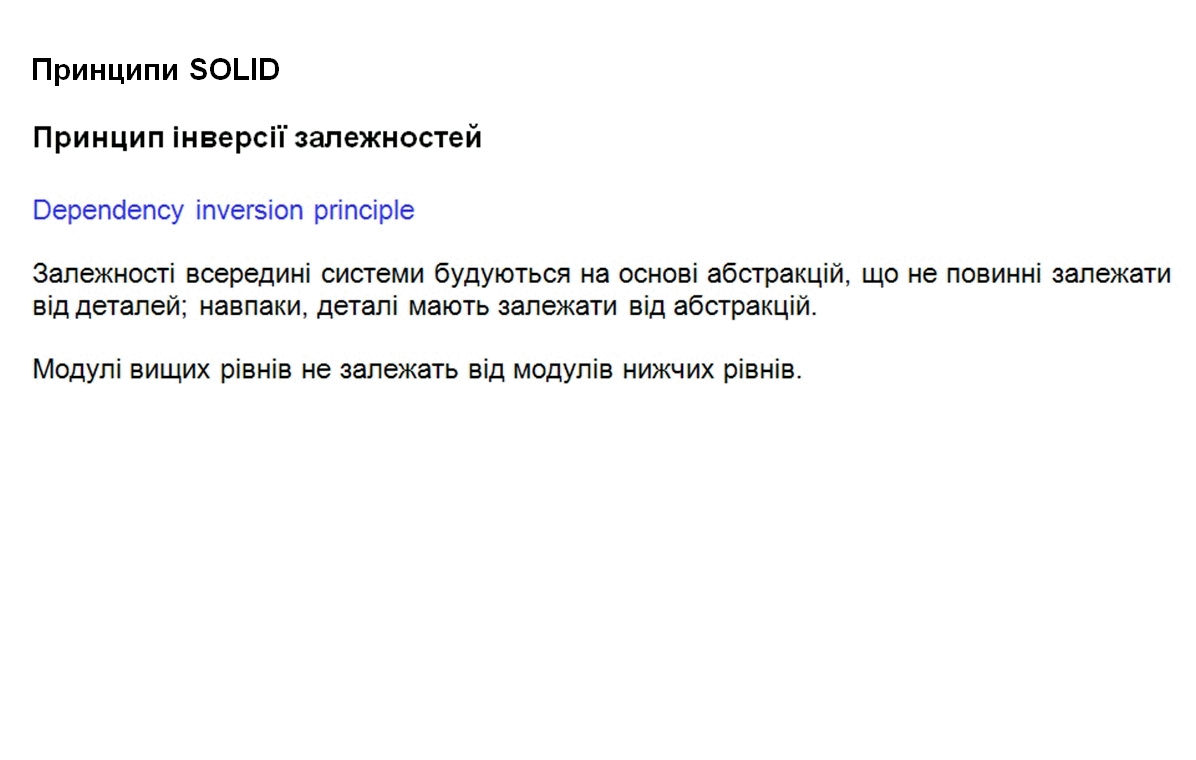 Принципи SOLID
Принцип інверсії залежностей
Dependency inversion principle
Залежності всередині системи будуються на основі абстракцій, що не повинні залежати
від деталей; навпаки, деталі мають залежати від абстракцій.
Модулі вищих рівнів не залежать від модулів нижчих рівнів.